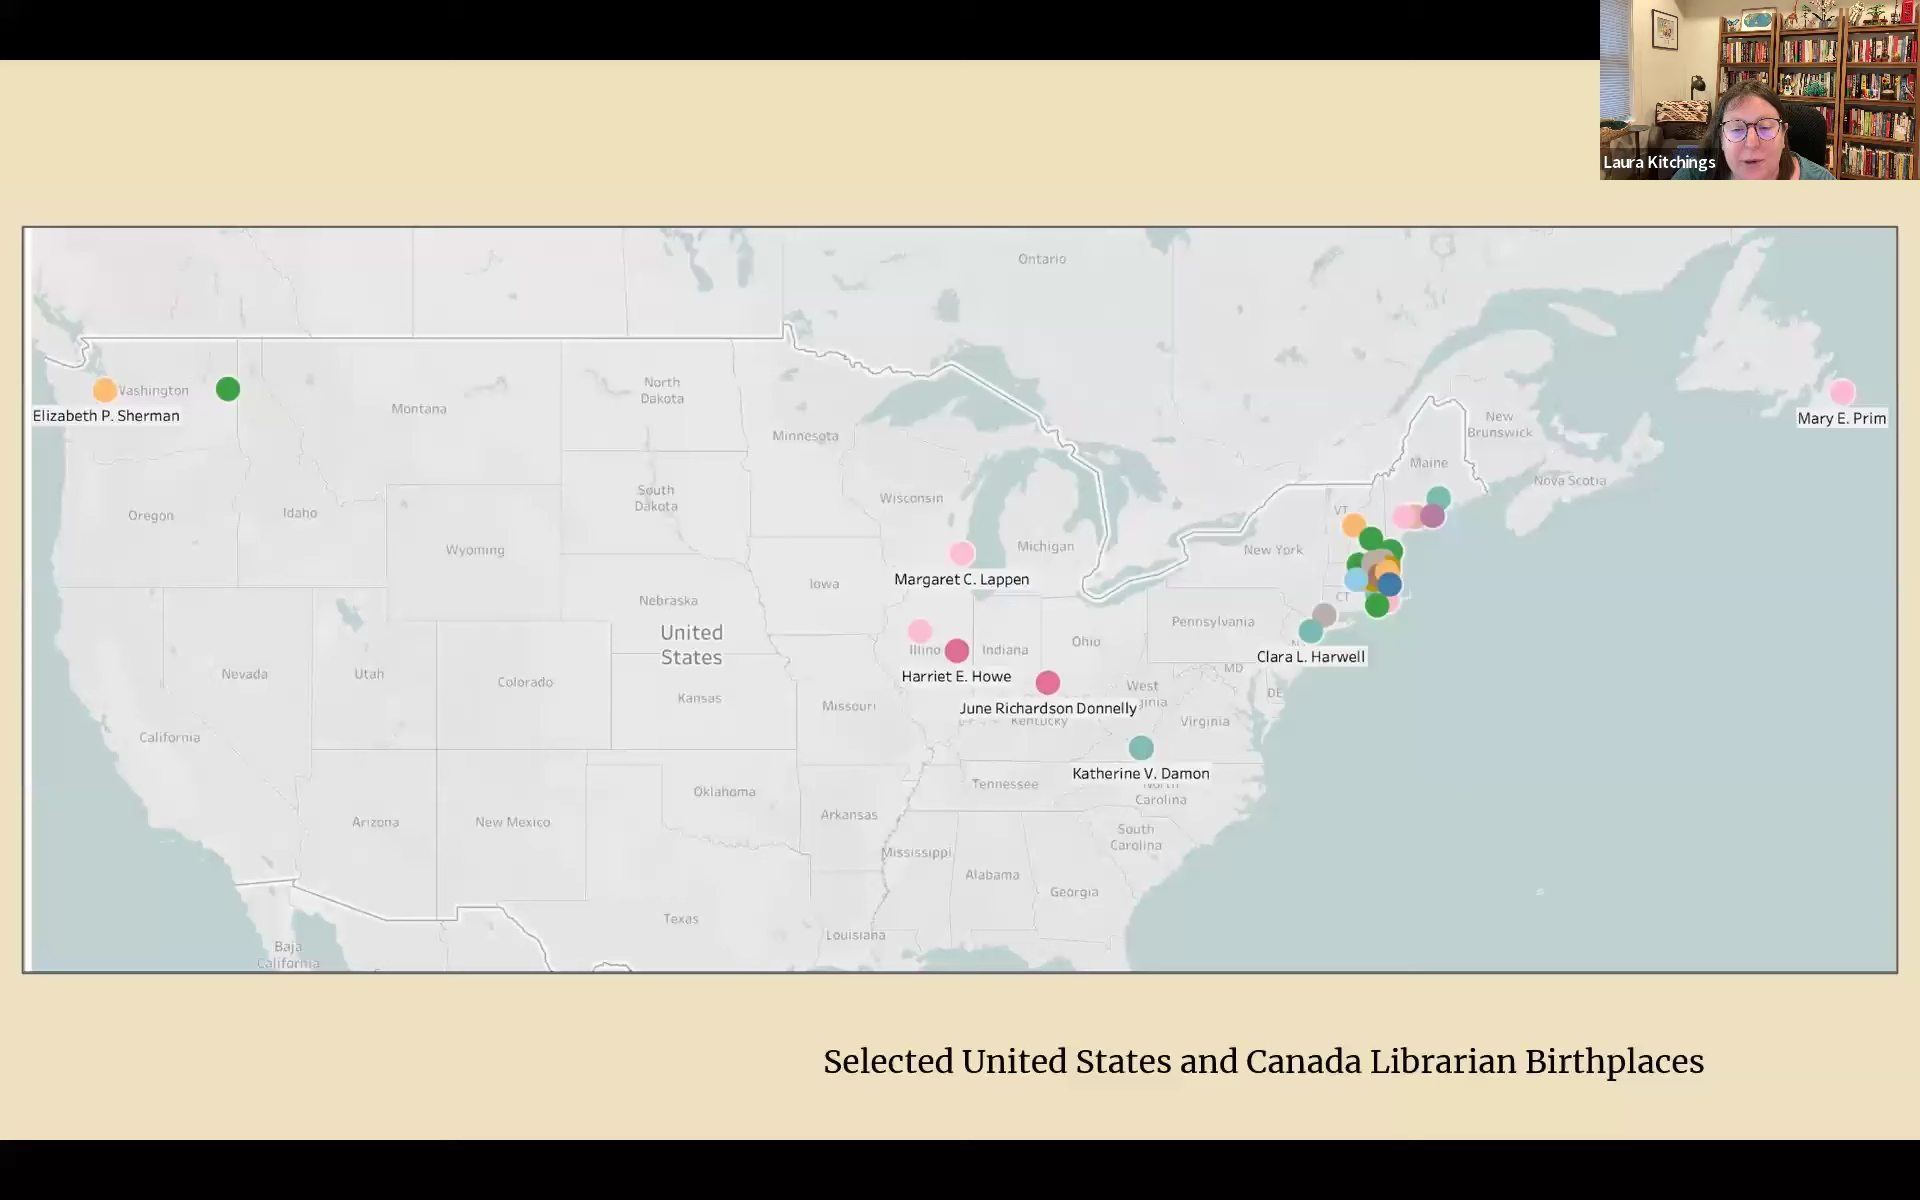 Laura Kitchings
Ontario
Washington
Elizabeth P. Sherman
Montana
North
Dakota
Minnesota
Mary E. Prim
New
Brunswick
Maine
Nova Scotia
Oregon
Idaho
South
Dakota
Wisconsin
VT
Wyoming
Michigan
New York
Margaret C. Lappen
Iowa
Nebraska
CT
United
States
Illino
Indiana
Ohio
Pennsylvania
Clara L. Harwell
MD
Nevada
Utah
Colorado
Kansas
Harriet E. Howe
West
ginia
DE
Missouri
June Richardson Donnelly
Kentucky
Virginia
California
Katherine V. Damon
Oklahoma
Tennessee
North
Carolina
Arizona
New Mexico
Arkansas
South
Carolina
Mississippi
Alabama
Georgia
Texas
Louisiana
Baja
California
Selected United States and Canada Librarian Birthplaces